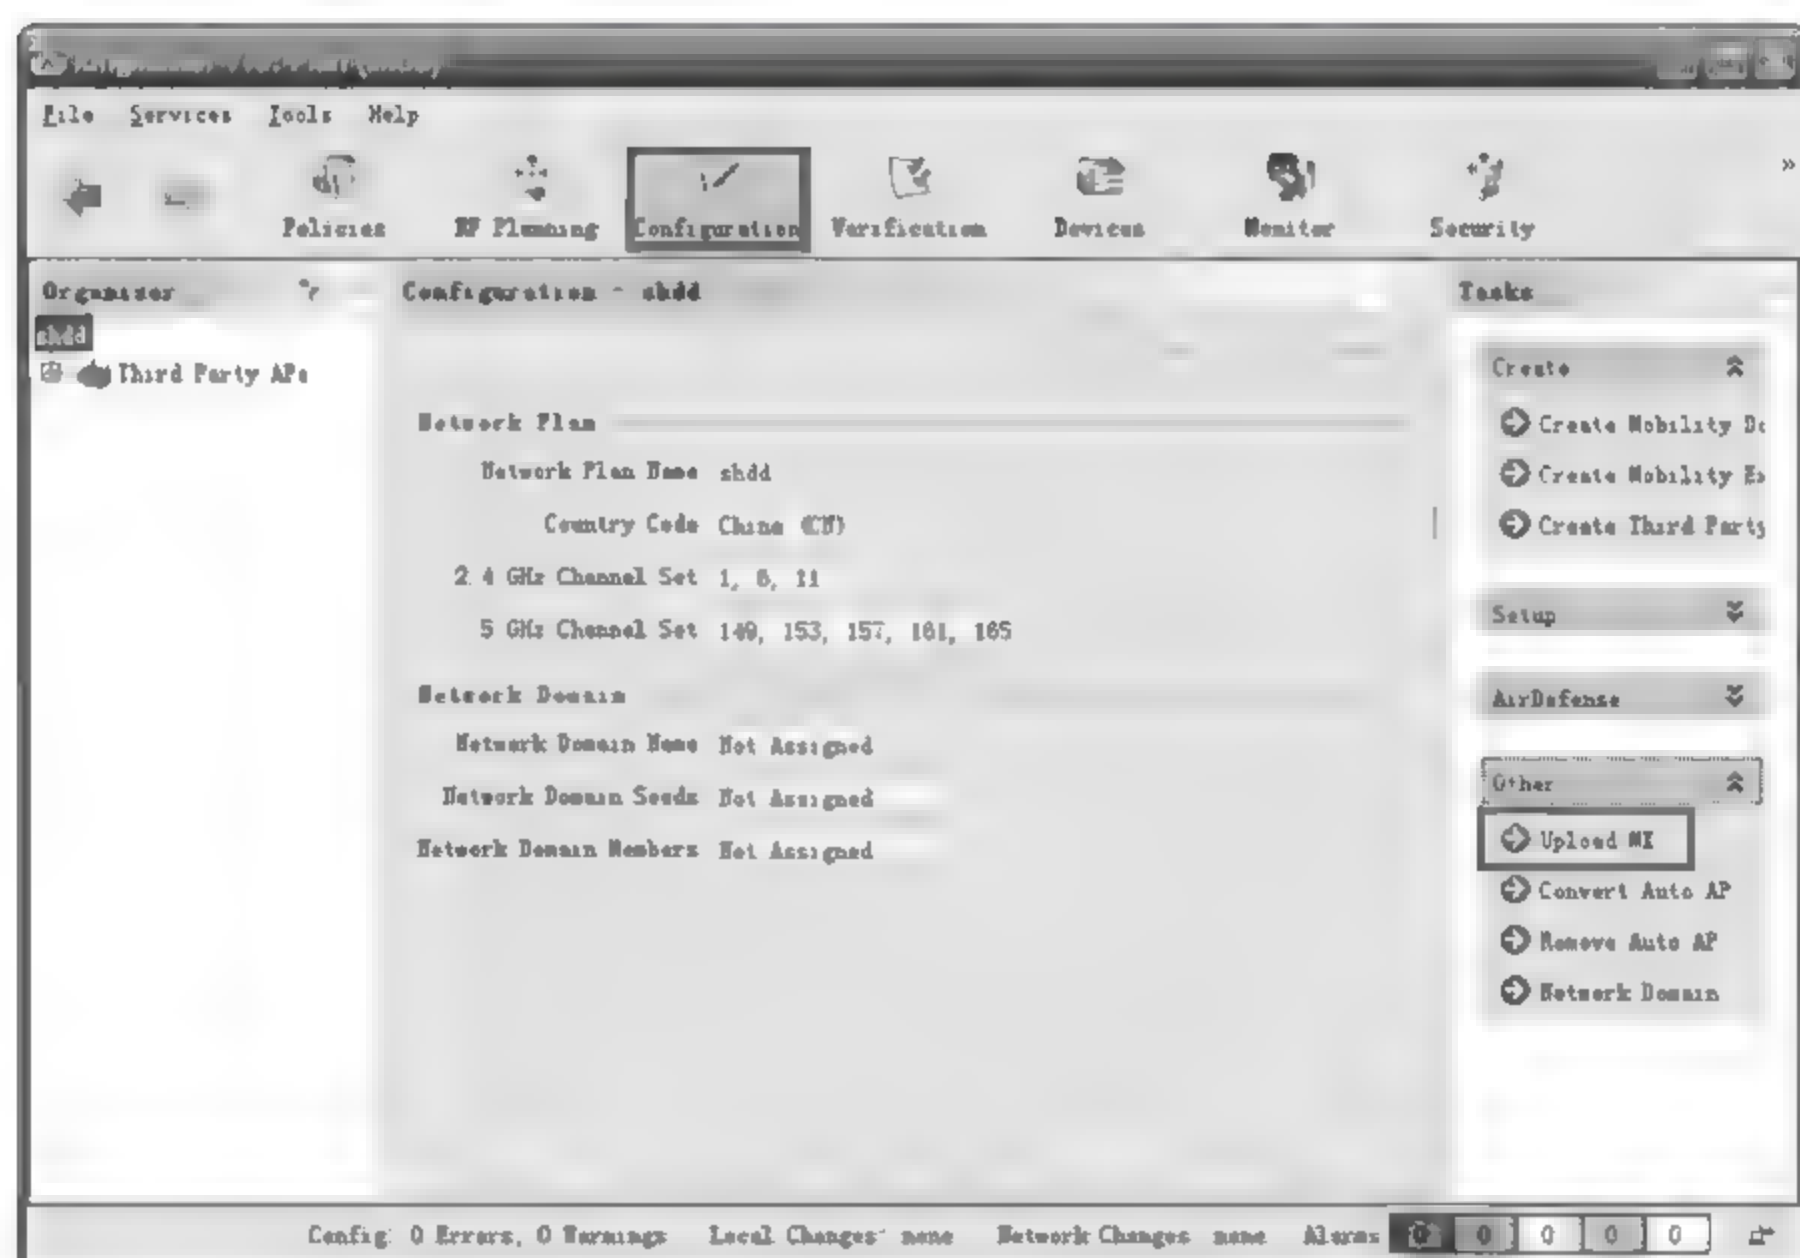 File Services Tools Help
Policies RF Planning Configuration Verification Devices Monitor Security »
Organizer
Configuration - shdd
Tasks
shdd
Third Party APs
Create
Create Mobility
Create Mobility
Create Third Party
Network Plan
Network Plan Name shdd
Country Code China (CN)
2.4 GHz Channel Set 1, 6, 11
5 GHz Channel Set 149, 153, 157, 161, 165
Setup
AirDefense
Network Domain
Network Domain Name Not Assigned
Network Domain Seeds Not Assigned
Network Domain Members Not Assigned
Other
Upload MX
Convert Auto AP
Remove Auto AP
Network Domain
Config: 0 Errors, 0 Warnings Local Changes: none Network Changes: none Alarms 0 0 0 0 0